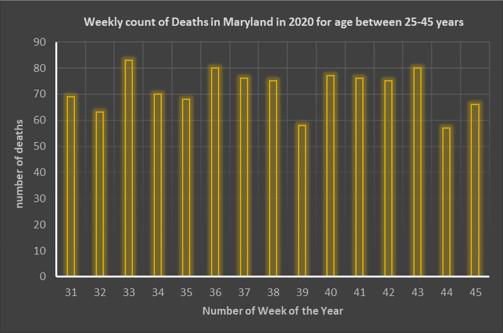 Weekly count of Deaths in Maryland in 2020 for age between 25-45 years
90
80
70
60
50
40
30
20
10
0
number of deaths
31 32 33 34 35 36 37 38 39 40 41 42 43 44 45
Number of Week of the Year